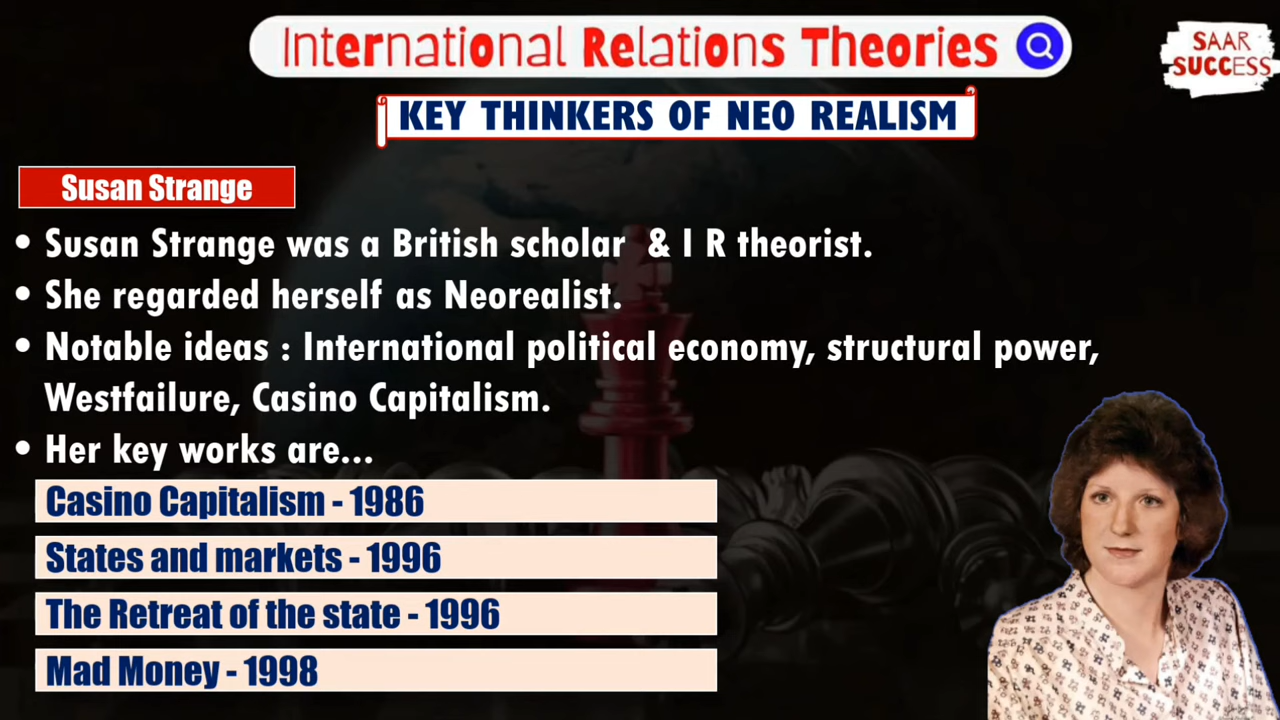 International Relations Theories
SAAR
SUCCESS
KEY THINKERS OF NEO REALISM
Susan Strange
• Susan Strange was a British scholar & I R theorist.
• She regarded herself as Neorealist.
• Notable ideas : International political economy, structural power,
Westfailure, Casino Capitalism.
• Her key works are...
Casino Capitalism - 1986
States and markets - 1996
The Retreat of the state - 1996
Mad Money - 1998